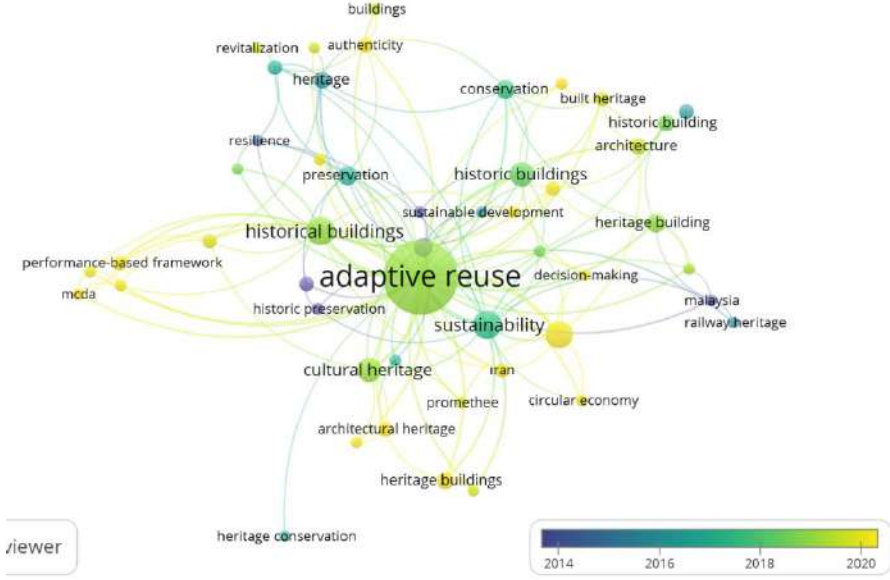 buildings
revitalization
authenticity
heritage
conservation
built heritage
historic building
resilience
architecture
preservation
historic buildings
sustainable development
historical buildings
heritage building
performance-based framework
adaptive reuse
decision-making
mcda
historic preservation
malaysia
sustainability
railway heritage
cultural heritage
iran
promethee
circular economy
architectural heritage
heritage buildings
heritage conservation
viewer
2014
2016
2018
2020